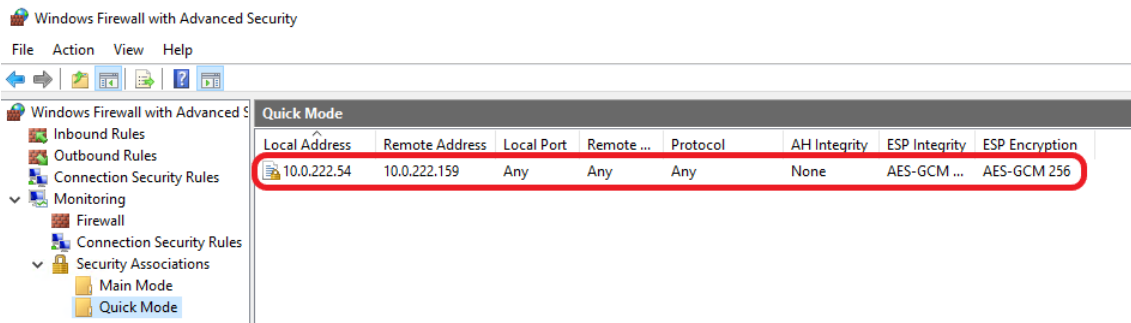 Windows Firewall with Advanced Security
File Action View Help
Windows Firewall with Advanced S
Inbound Rules
Outbound Rules
Connection Security Rules
Monitoring
Firewall
Connection Security Rules
Security Associations
Main Mode
Quick Mode
Quick Mode
Local Address Remote Address Local Port Remote ... Protocol AH Integrity ESP Integrity ESP Encryption
10.0.222.54 10.0.222.159 Any Any Any None AES-GCM ... AES-GCM 256